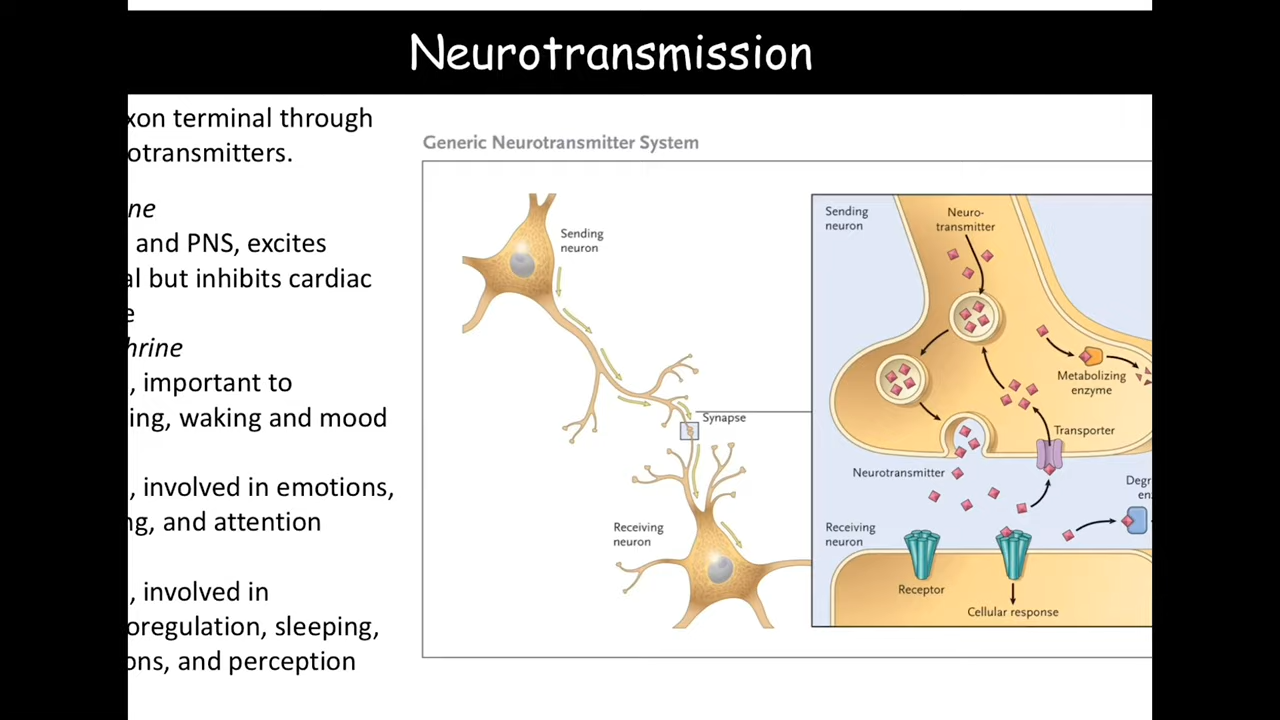 Neurotransmission
xon terminal through
otransmitters.
ne
and PNS, excites
al but inhibits cardiac
e
hrine
, important to
ing, waking and mood
, involved in emotions,
ng, and attention
, involved in
oregulation, sleeping,
ons, and perception
Generic Neurotransmitter System
Sending
neuron
Synapse
Receiving
neuron
Sending
neuron
Neuro-
transmitter
Metabolizing
enzyme
Transporter
Neurotransmitter
Degr
en
Receiving
neuron
Receptor
Cellular response